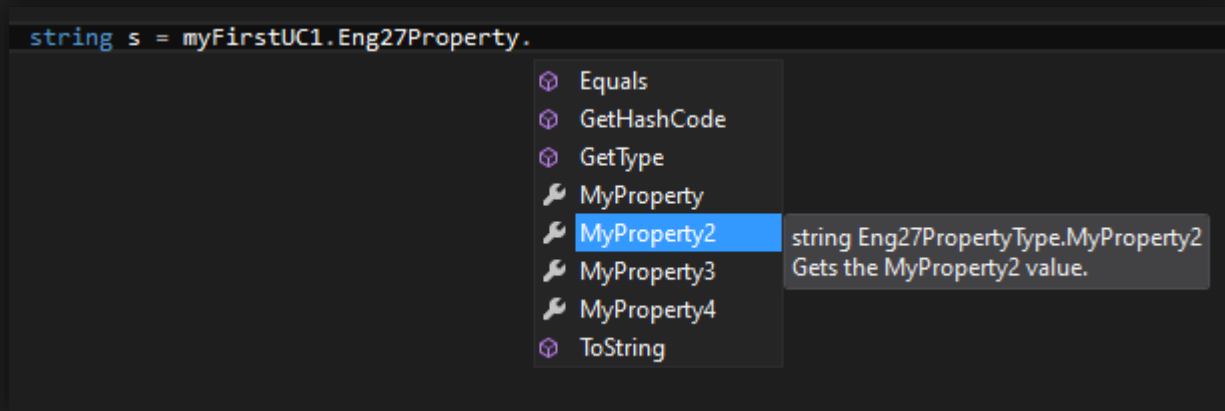 string s = myFirstUC1.Eng27Property.
Equals
GetHashCode
GetType
MyProperty
MyProperty2
string Eng27PropertyType.MyProperty2
Gets the MyProperty2 value.
MyProperty3
MyProperty4
ToString